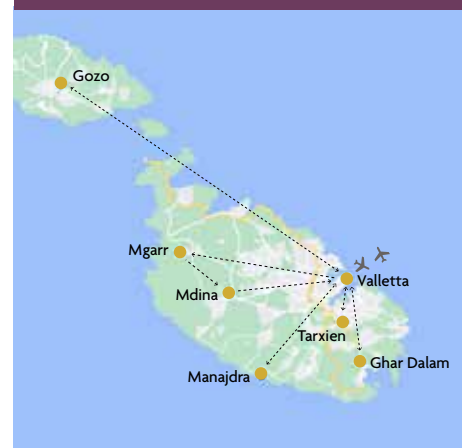 Gozo
Mgarr
Valletta
Mdina
Tarxien
Ghar Dalam
Manajdra